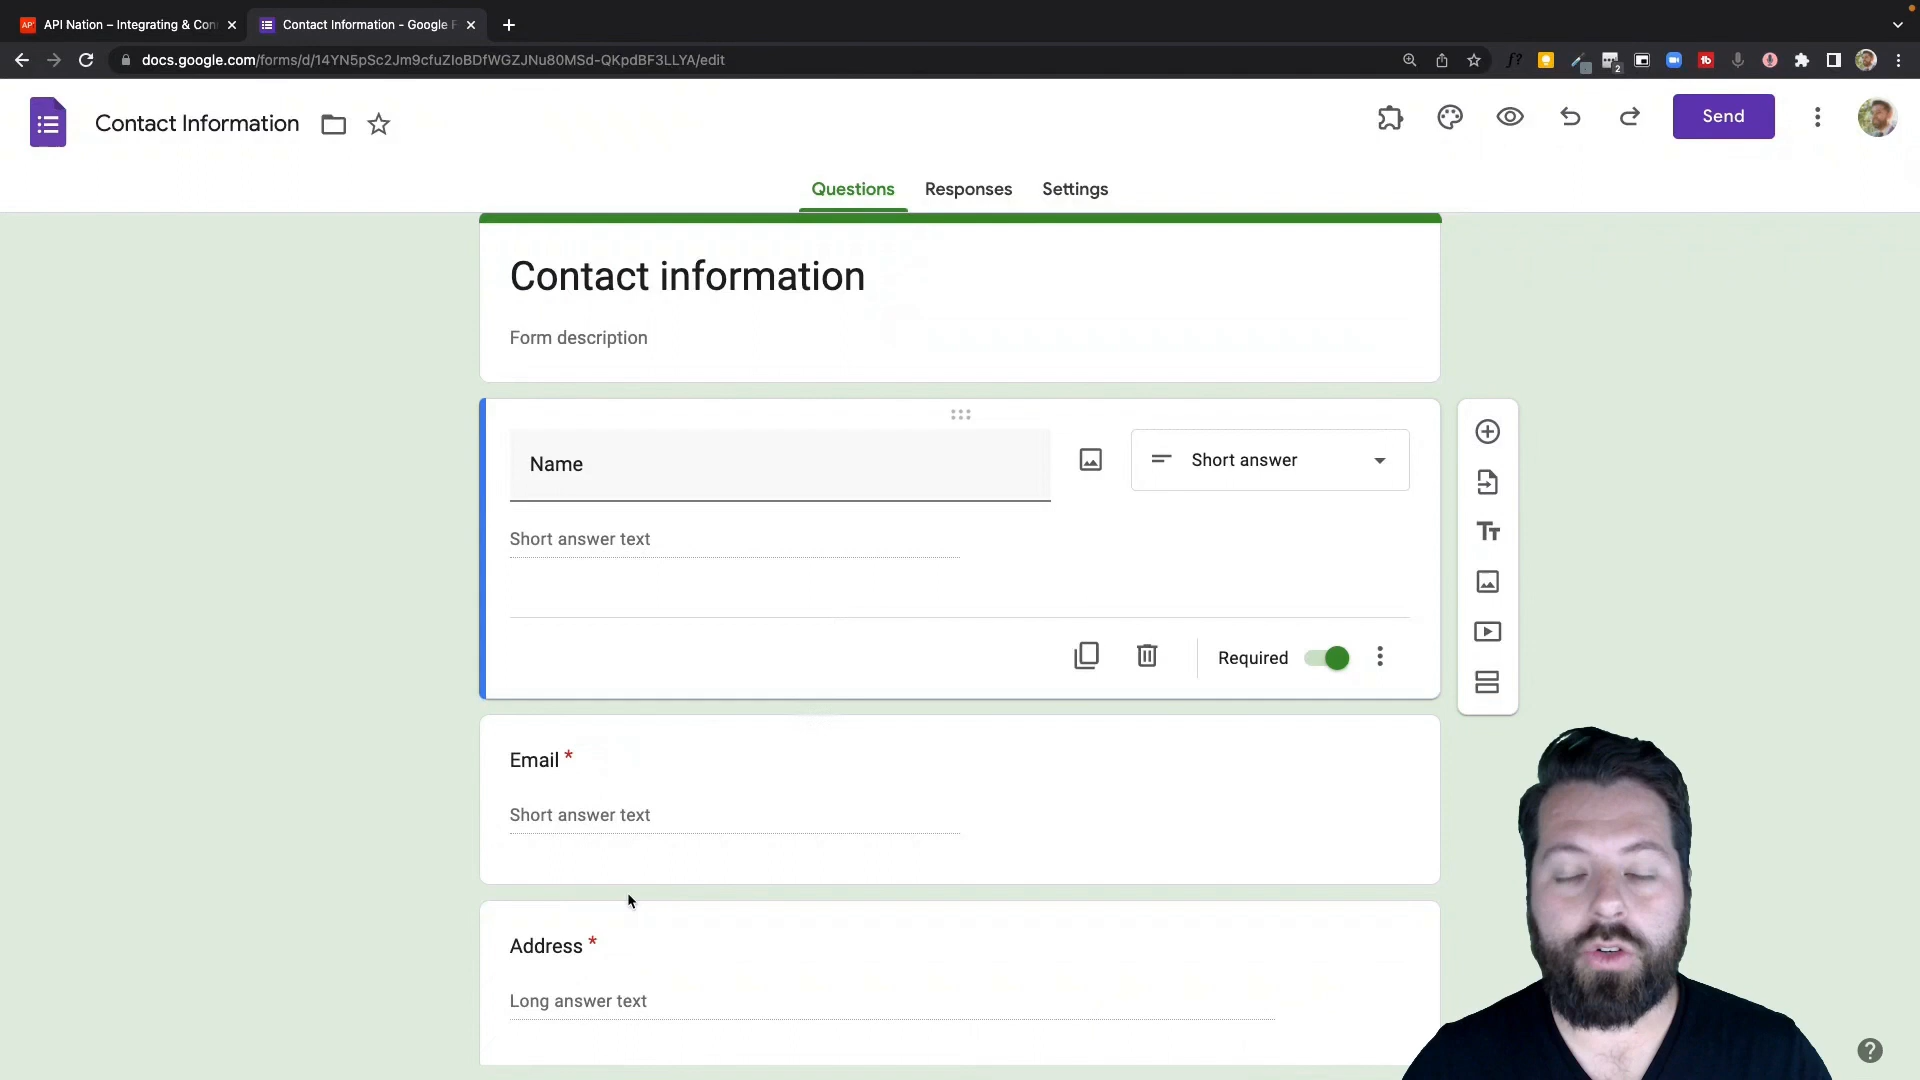 API Nation – Integrating & Con
Contact Information - Google F
docs.google.com/forms/d/14YN5pSc2Jm9cfuZIoBDfWGZJNu80MSd-QKpdBF3LLYA/edit
Contact Information
Send
Questions
Responses
Settings
Contact information
Form description
Name
Short answer
Short answer text
Required
Email *
Short answer text
Address *
Long answer text